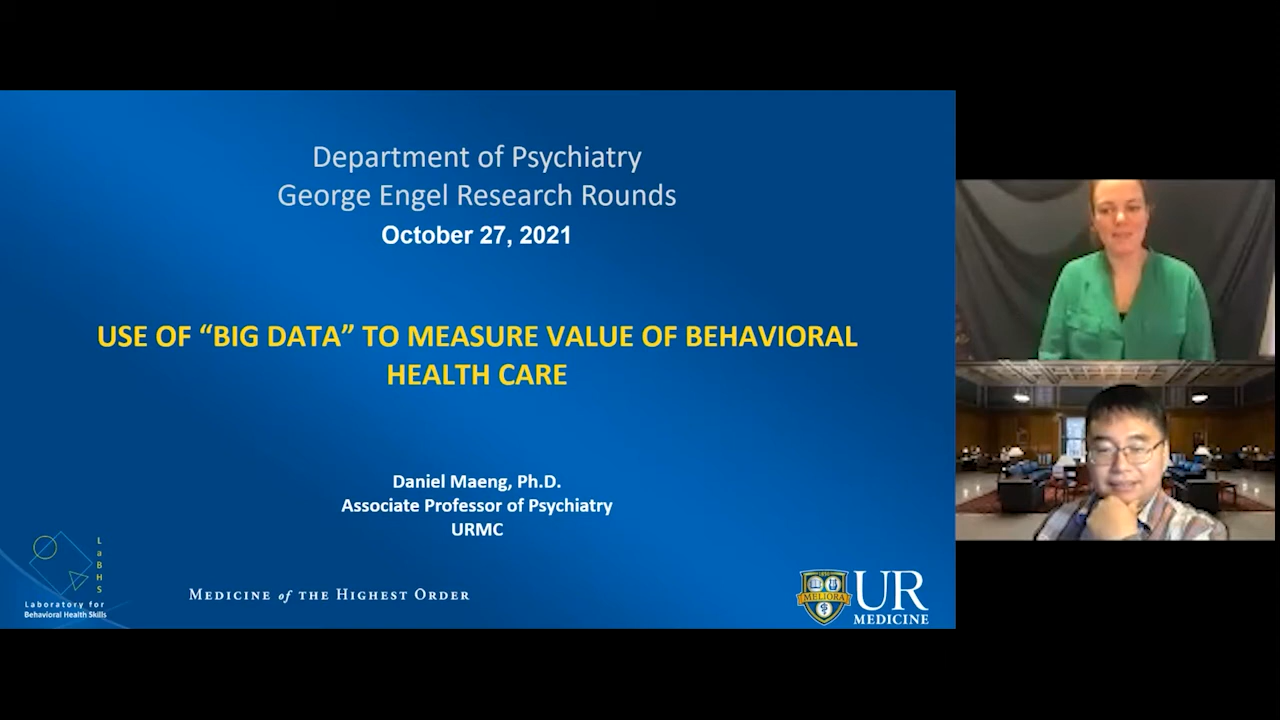 Department of Psychiatry
George Engel Research Rounds
October 27, 2021
USE OF “BIG DATA” TO MEASURE VALUE OF BEHAVIORAL
HEALTH CARE
Daniel Maeng, Ph.D.
Associate Professor of Psychiatry
URMC
LaBHS
Laboratory for
Behavioral Health Skills
MEDICINE of THE HIGHEST ORDER
MELIORA
UR
MEDICINE